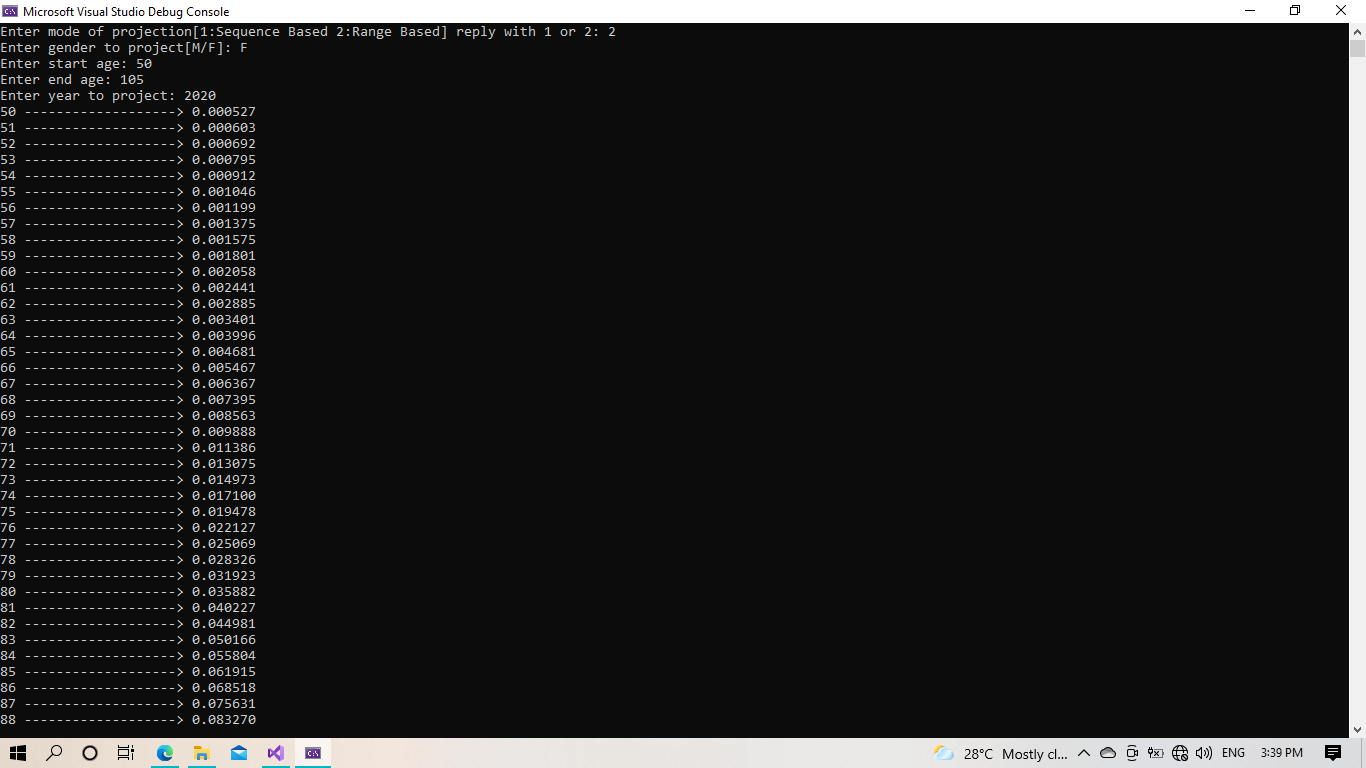 Microsoft Visual Studio Debug Console
Enter mode of projection[1:Sequence Based 2:Range Based] reply with 1 or 2: 2
Enter gender to project[M/F]: F
Enter start age: 50
Enter end age: 105
Enter year to project: 2020
50 -------------------> 0.000527
51 -------------------> 0.000603
52 -------------------> 0.000692
53 -------------------> 0.000795
54 -------------------> 0.000912
55 -------------------> 0.001046
56 -------------------> 0.001199
57 -------------------> 0.001375
58 -------------------> 0.001575
59 -------------------> 0.001801
60 -------------------> 0.002058
61 -------------------> 0.002441
62 -------------------> 0.002885
63 -------------------> 0.003401
64 -------------------> 0.003996
65 -------------------> 0.004681
66 -------------------> 0.005467
67 -------------------> 0.006367
68 -------------------> 0.007395
69 -------------------> 0.008563
70 -------------------> 0.009888
71 -------------------> 0.011386
72 -------------------> 0.013075
73 -------------------> 0.014973
74 -------------------> 0.017100
75 -------------------> 0.019478
76 -------------------> 0.022127
77 -------------------> 0.025069
78 -------------------> 0.028326
79 -------------------> 0.031923
80 -------------------> 0.035882
81 -------------------> 0.040227
82 -------------------> 0.044981
83 -------------------> 0.050166
84 -------------------> 0.055804
85 -------------------> 0.061915
86 -------------------> 0.068518
87 -------------------> 0.075631
88 -------------------> 0.083270
28°C Mostly cl... ENG 3:39 PM